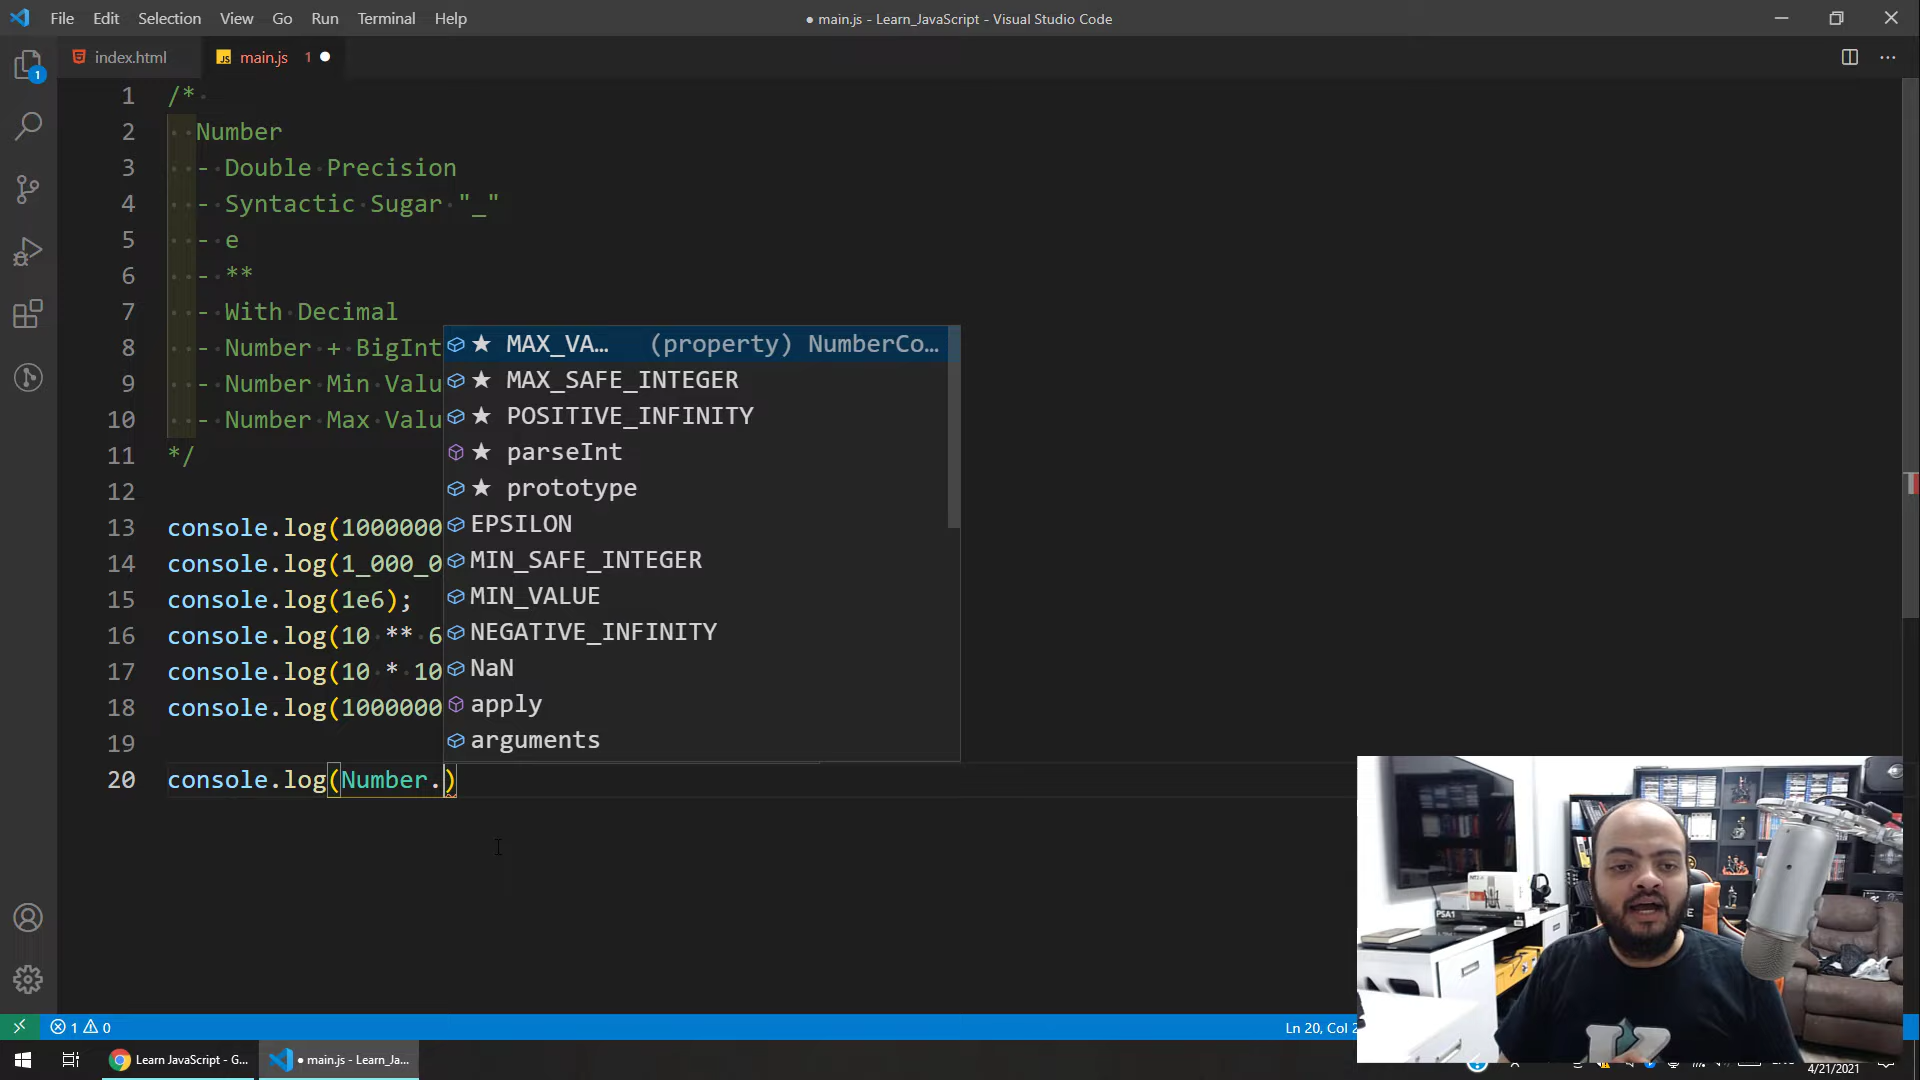 File Edit Selection View Go Run Terminal Help
● main.js - Learn_JavaScript - Visual Studio Code
index.html
JS main.js 1
1
1 /*
2 Number
3 - Double Precision
4 - Syntactic Sugar "_"
5 - e
6 - **
7 - With Decimal
8 - Number + BigInt
9 - Number Min Valu
10 - Number Max Valu
11 */
12
13 console.log(1000000
14 console.log(1_000_0
15 console.log(1e6);
16 console.log(10 ** 6
17 console.log(10 * 10
18 console.log(1000000
19
20 console.log(Number.)
★ MAX_VA… (property) NumberCo…
★ MAX_SAFE_INTEGER
★ POSITIVE_INFINITY
★ parseInt
★ prototype
EPSILON
MIN_SAFE_INTEGER
MIN_VALUE
NEGATIVE_INFINITY
NaN
apply
arguments
PSA1
1 0
Ln 20, Col 2
Learn JavaScript - G...
● main.js - Learn_Ja...
4/21/2021